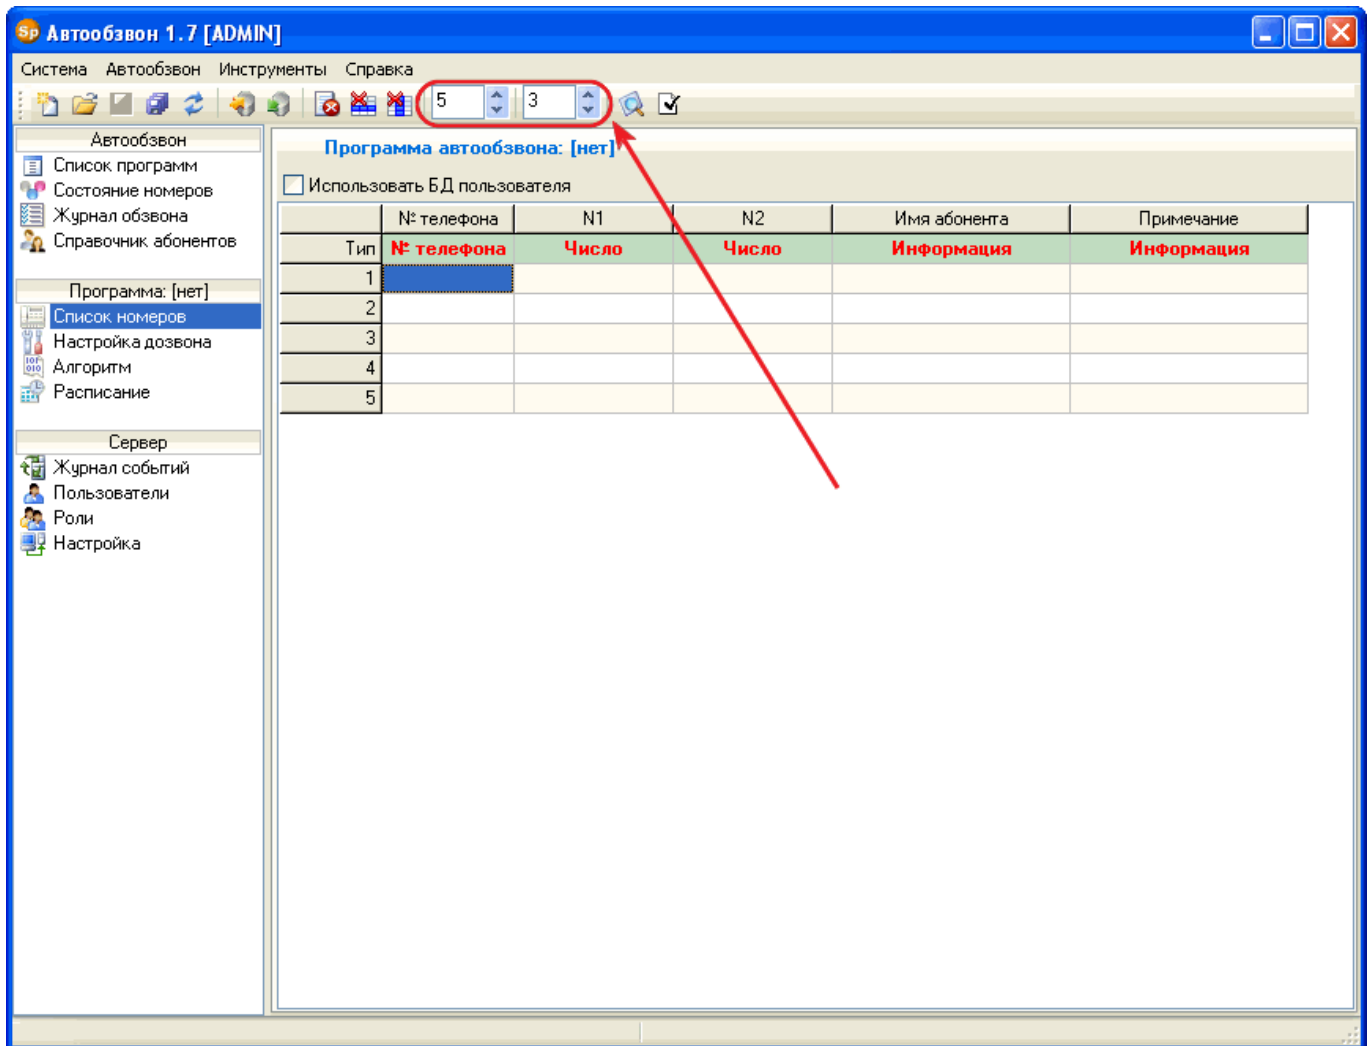 Sp Автообзвон 1.7 [ADMIN]
Система Автообзвон Инструменты Справка
5 3
Автообзвон
Список программ
Состояние номеров
Журнал обзвона
Справочник абонентов
Программа: [нет]
Список номеров
Настройка дозвона
Алгоритм
Расписание
Сервер
Журнал событий
Пользователи
Роли
Настройка
Программа автообзвона: [нет]
Использовать БД пользователя
№ телефона N1 N2 Имя абонента Примечание
Тип № телефона Число Число Информация Информация
1
2
3
4
5